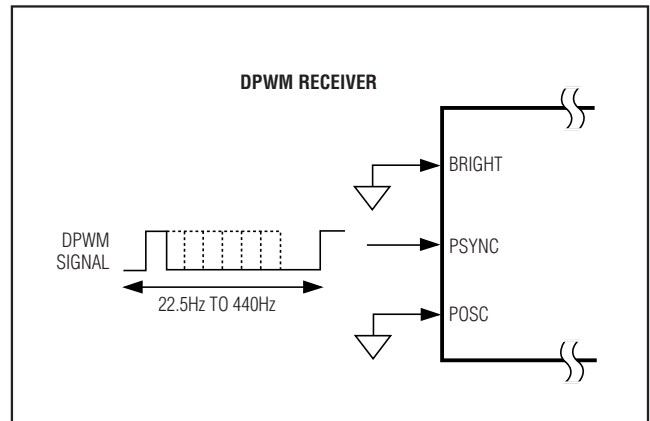 DPWM RECEIVER
BRIGHT
DPWM
SIGNAL
PSYNC
22.5Hz TO 440Hz
POSC